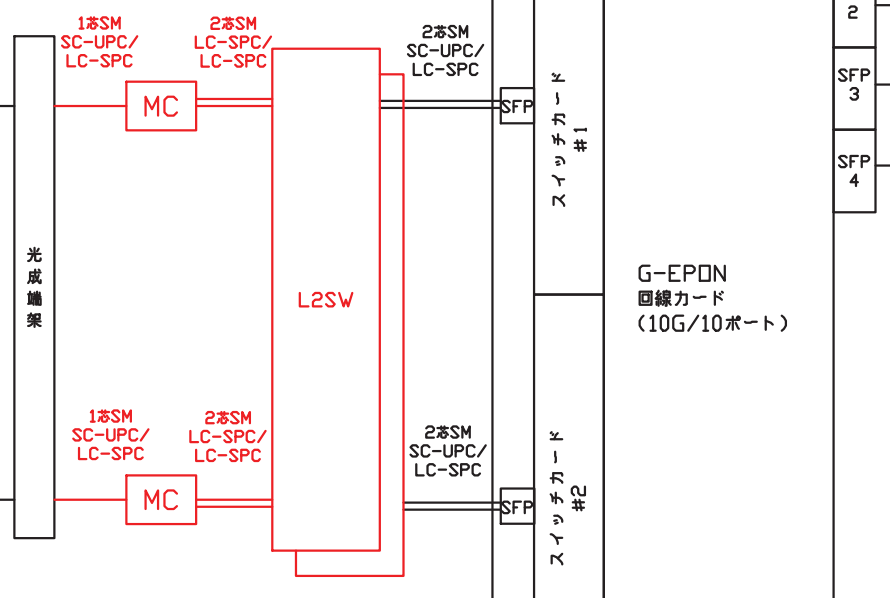 1芯SM
SC-UPC/
LC-SPC
2芯SM
LC-SPC/
LC-SPC
2芯SM
SC-UPC/
LC-SPC
MC
SFP
スイッチカード
#1
2
SFP
3
SFP
4
光成端架
L2SW
G-EPON
回線カード
(10G/10ポート)
1芯SM
SC-UPC/
LC-SPC
2芯SM
LC-SPC/
LC-SPC
2芯SM
SC-UPC/
LC-SPC
MC
SFP
スイッチカード
#2